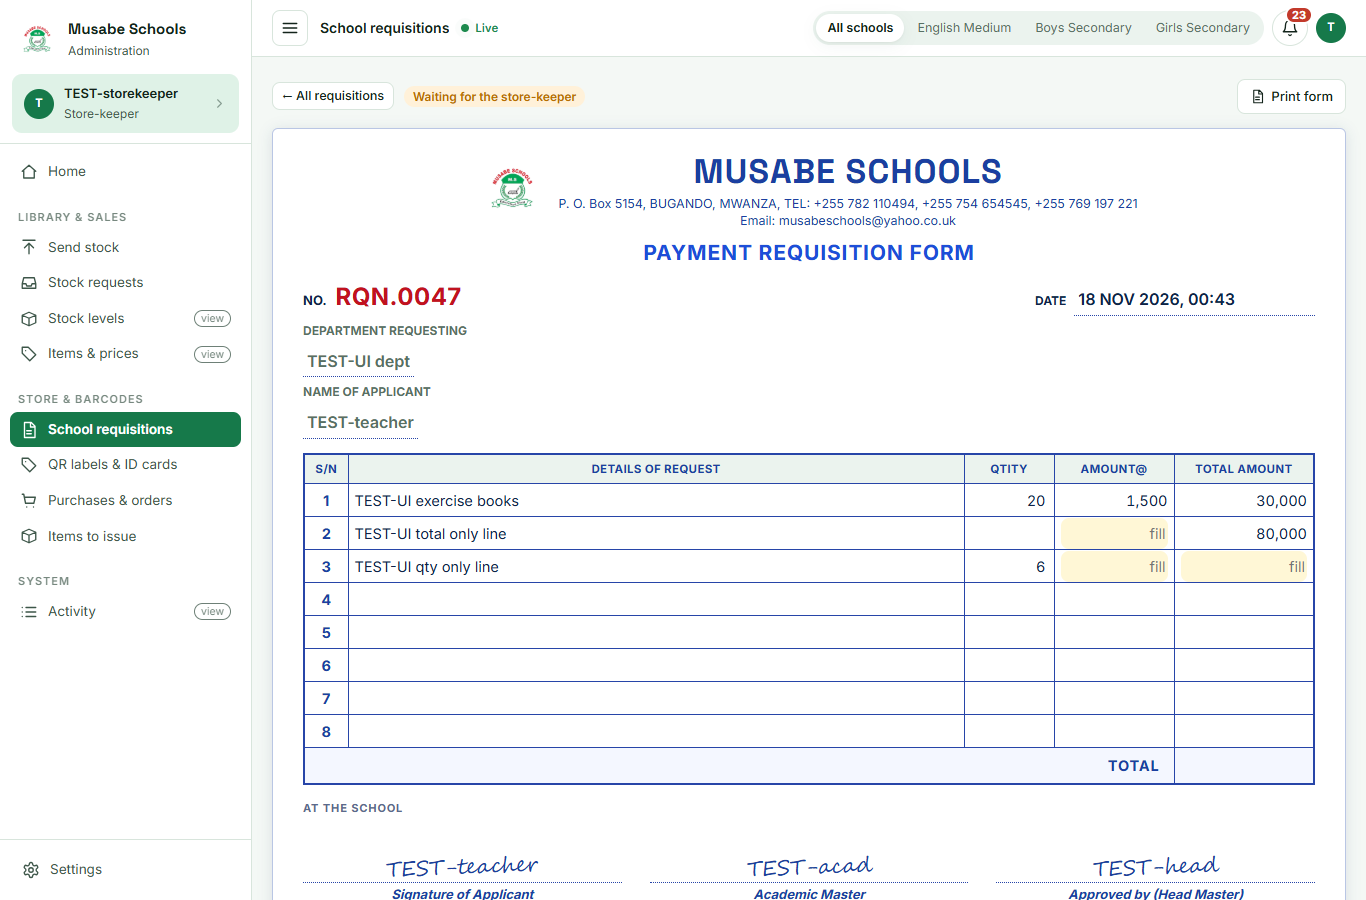 Musabe Schools
Administration
T
TEST-storekeeper
Store-keeper
Home
LIBRARY & SALES
Send stock
Stock requests
Stock levels view
Items & prices view
STORE & BARCODES
School requisitions
QR labels & ID cards
Purchases & orders
Items to issue
SYSTEM
Activity view
Settings
School requisitions Live
All schools English Medium Boys Secondary Girls Secondary 23 T
← All requisitions Waiting for the store-keeper Print form
MUSABE SCHOOLS
P. O. Box 5154, BUGANDO, MWANZA, TEL: +255 782 110494, +255 754 654545, +255 769 197 221
Email: musabeschools@yahoo.co.uk
PAYMENT REQUISITION FORM
NO. RQN.0047 DATE 18 NOV 2026, 00:43
DEPARTMENT REQUESTING
TEST-UI dept
NAME OF APPLICANT
TEST-teacher
S/N DETAILS OF REQUEST QTITY AMOUNT@ TOTAL AMOUNT
1 TEST-UI exercise books 20 1,500 30,000
2 TEST-UI total only line fill 80,000
3 TEST-UI qty only line 6 fill fill
4
5
6
7
8
TOTAL
AT THE SCHOOL
TEST-teacher TEST-acad TEST-head
Signature of Applicant Academic Master Approved by (Head Master)